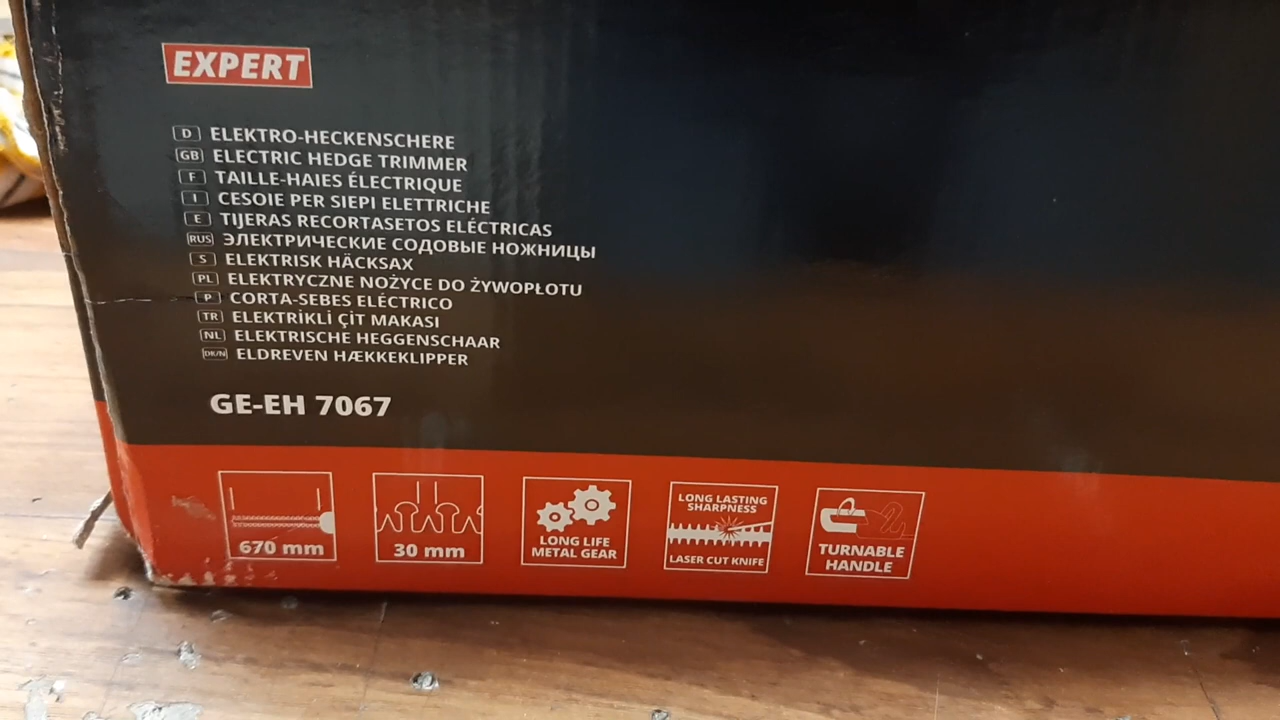 EXPERT
D ELEKTRO-HECKENSCHERE
GB ELECTRIC HEDGE TRIMMER
F TAILLE-HAIES ÉLECTRIQUE
I CESOIE PER SIEPI ELETTRICHE
E TIJERAS RECORTASETOS ELÉCTRICAS
RUS ЭЛЕКТРИЧЕСКИЕ СОДОВЫЕ НОЖНИЦЫ
S ELEKTRISK HÄCKSAX
PL ELEKTRYCZNE NOŻYCE DO ŻYWOPŁOTU
P CORTA-SEBES ELÉCTRICO
TR ELEKTRİKLİ ÇİT MAKASI
NL ELEKTRISCHE HEGGENSCHAAR
DK/N ELDREVEN HÆKKEKLIPPER
GE-EH 7067
670 mm
30 mm
LONG LIFE
METAL GEAR
LONG LASTING
SHARPNESS
LASER CUT KNIFE
TURNABLE
HANDLE